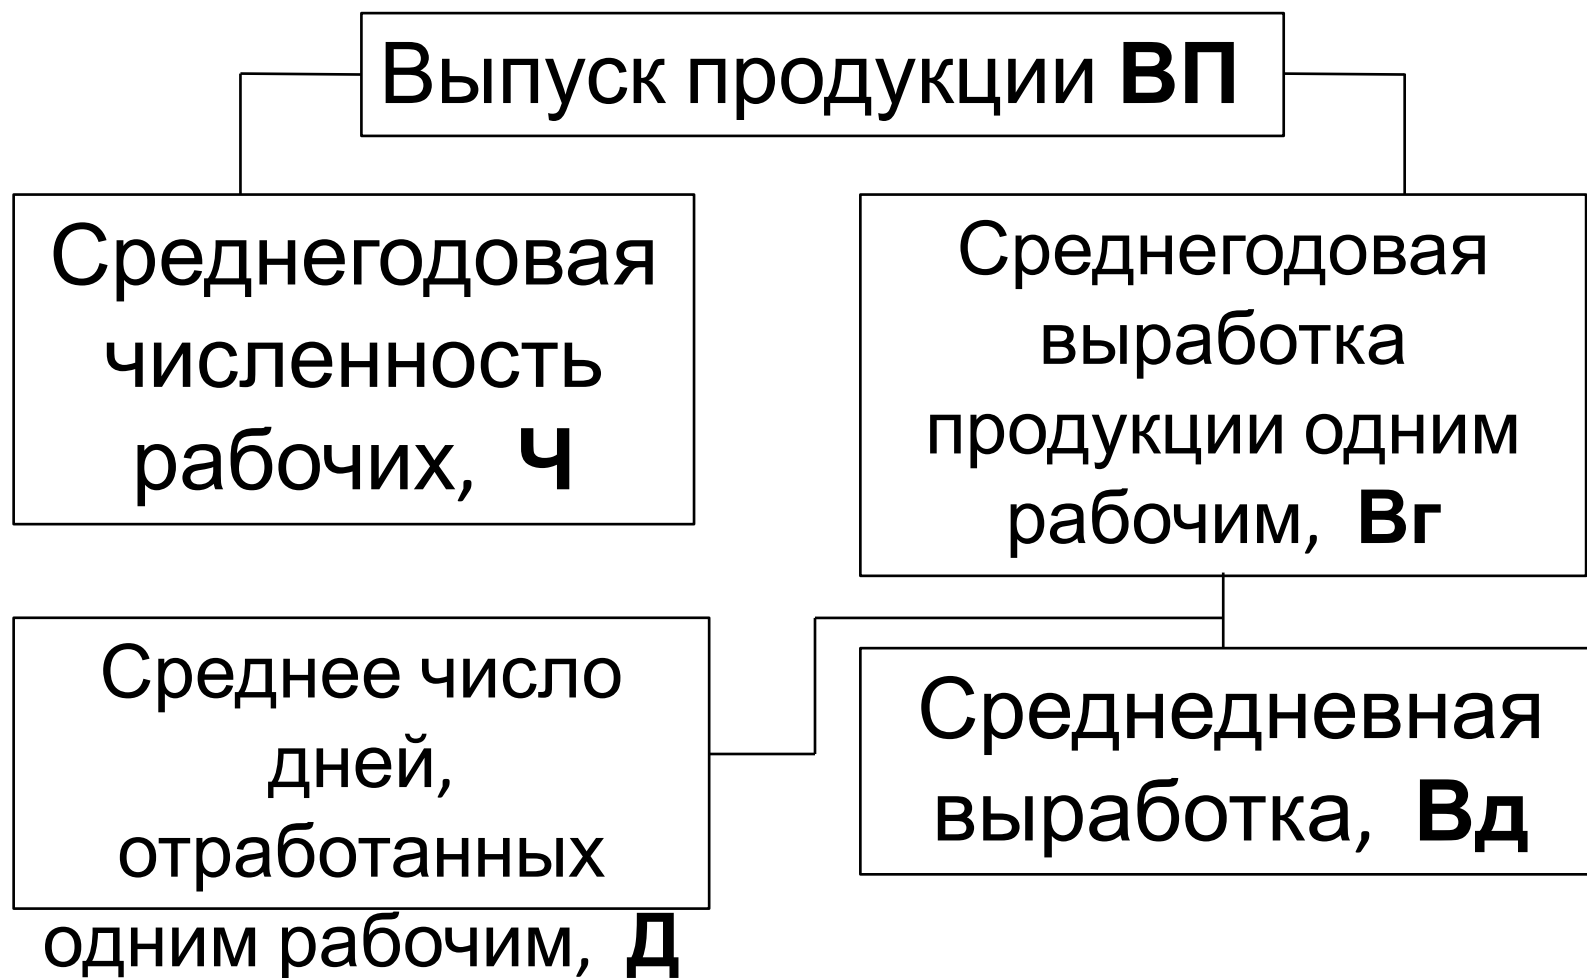 Выпуск продукции ВП
Среднегодовая
численность
рабочих, Ч
Среднегодовая
выработка
продукции одним
рабочим, Вг
Среднее число
дней,
отработанных
одним рабочим, Д
Среднедневная
выработка, Вд